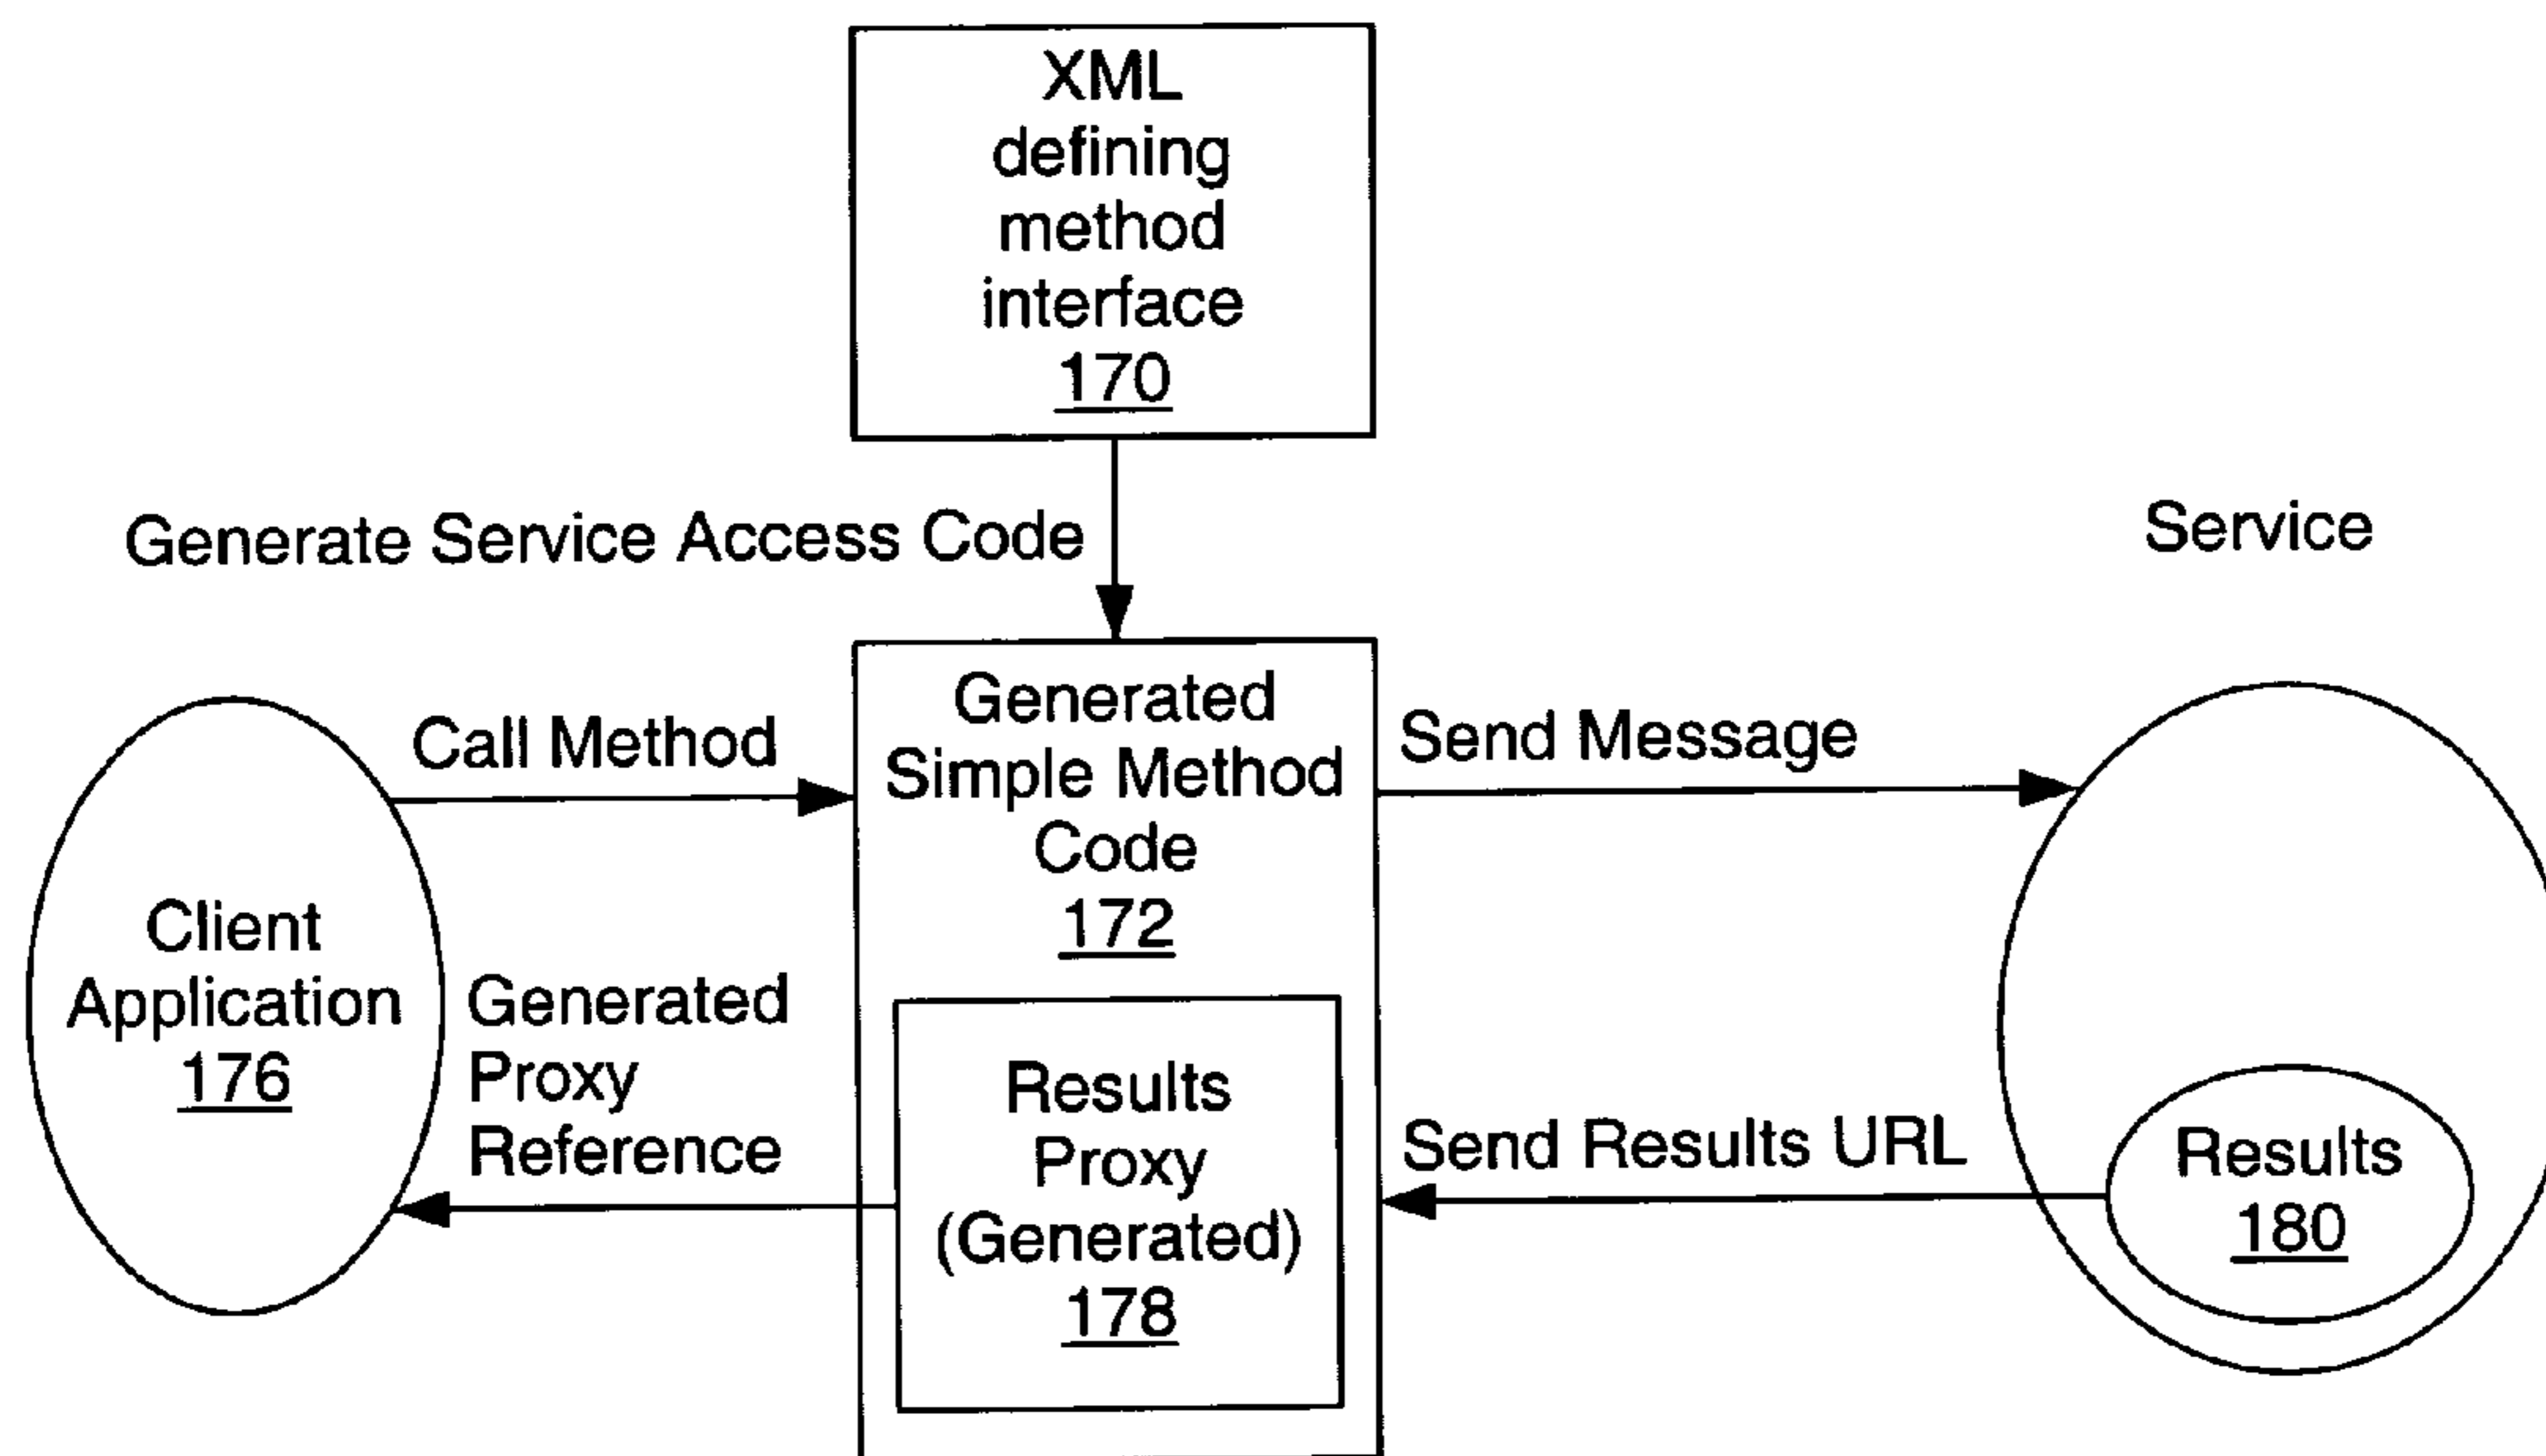 XML
defining
method
interface
170
Generate Service Access Code
Service
Generated
Simple Method
Code
172
Call Method
Send Message
Client
Application
176
Generated
Proxy
Reference
Results
Proxy
(Generated)
178
Send Results URL
Results
180